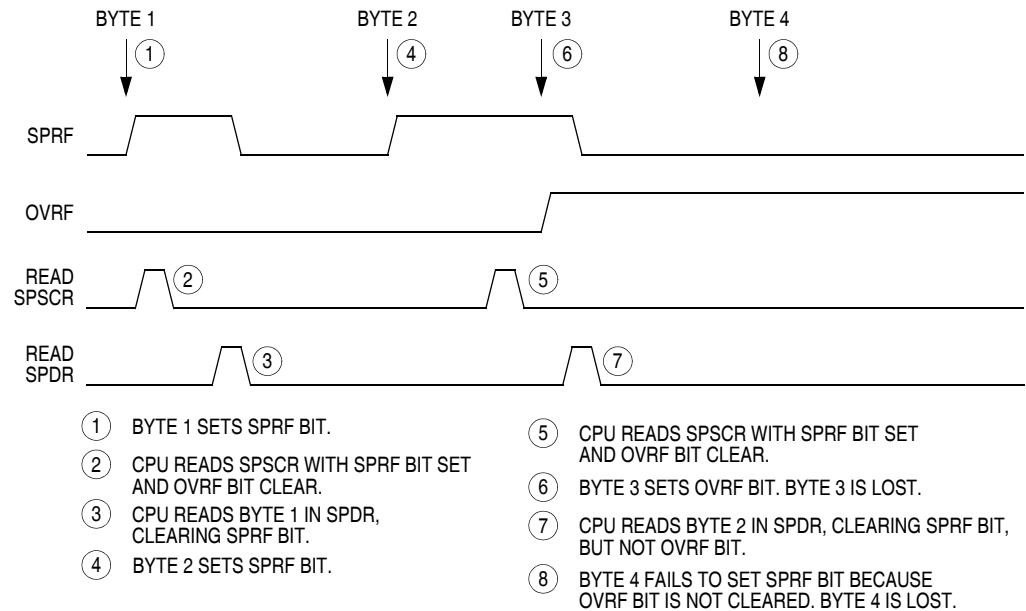 BYTE 1 BYTE 2 BYTE 3 BYTE 4
1 4 6 8
SPRF
OVRF
READ
SPSCR
2 5
READ
SPDR
3 7
1 BYTE 1 SETS SPRF BIT.
2 CPU READS SPSCR WITH SPRF BIT SET
AND OVRF BIT CLEAR.
3 CPU READS BYTE 1 IN SPDR,
CLEARING SPRF BIT.
4 BYTE 2 SETS SPRF BIT.
5 CPU READS SPSCR WITH SPRF BIT SET
AND OVRF BIT CLEAR.
6 BYTE 3 SETS OVRF BIT. BYTE 3 IS LOST.
7 CPU READS BYTE 2 IN SPDR, CLEARING SPRF BIT,
BUT NOT OVRF BIT.
8 BYTE 4 FAILS TO SET SPRF BIT BECAUSE
OVRF BIT IS NOT CLEARED. BYTE 4 IS LOST.